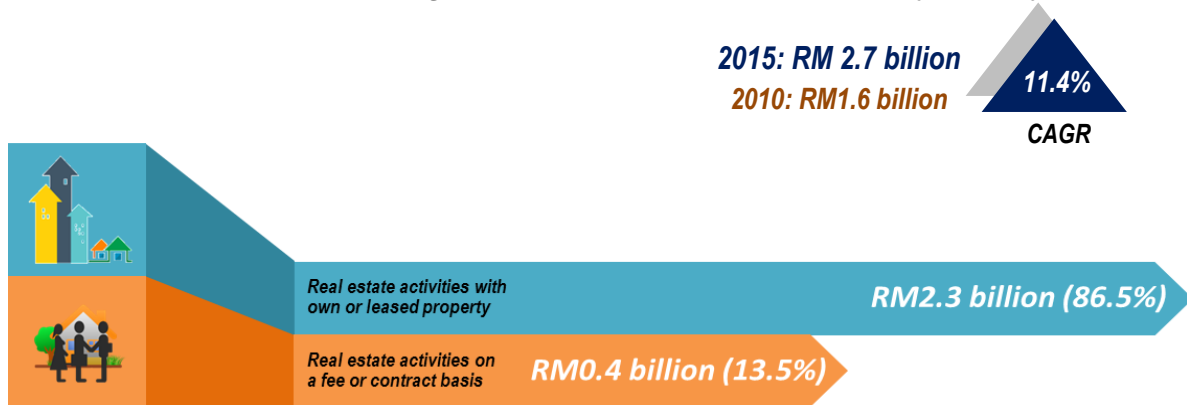 2015: RM 2.7 billion
2010: RM1.6 billion
11.4%
CAGR
Real estate activities with
own or leased property
RM2.3 billion (86.5%)
Real estate activities on
a fee or contract basis
RM0.4 billion (13.5%)